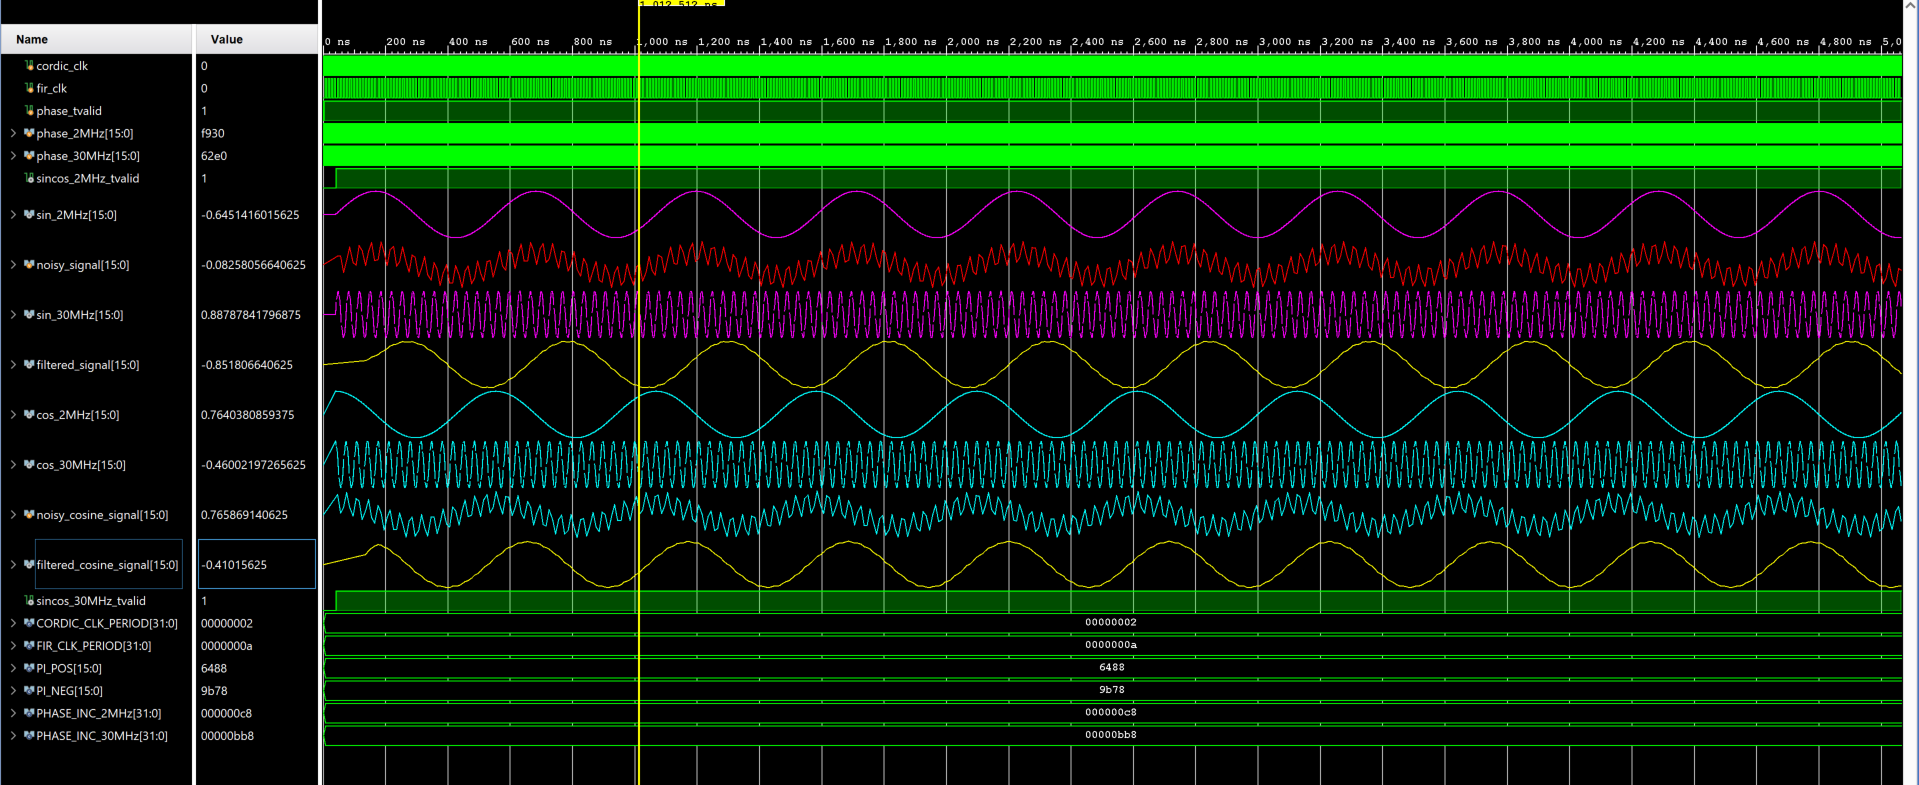 1,012.512 ns
Name Value
0 ns 200 ns 400 ns 600 ns 800 ns 1,000 ns 1,200 ns 1,400 ns 1,600 ns 1,800 ns 2,000 ns 2,200 ns 2,400 ns 2,600 ns 2,800 ns 3,000 ns 3,200 ns 3,400 ns 3,600 ns 3,800 ns 4,000 ns 4,200 ns 4,400 ns 4,600 ns 4,800 ns 5,0
cordic_clk 0
fir_clk 0
phase_tvalid 1
phase_2MHz[15:0] f930
phase_30MHz[15:0] 62e0
sincos_2MHz_tvalid 1
sin_2MHz[15:0] -0.6451416015625
noisy_signal[15:0] -0.08258056640625
sin_30MHz[15:0] 0.88787841796875
filtered_signal[15:0] -0.851806640625
cos_2MHz[15:0] 0.7640380859375
cos_30MHz[15:0] -0.46002197265625
noisy_cosine_signal[15:0] 0.765869140625
filtered_cosine_signal[15:0] -0.41015625
sincos_30MHz_tvalid 1
CORDIC_CLK_PERIOD[31:0] 00000002 00000002
FIR_CLK_PERIOD[31:0] 0000000a 0000000a
PI_POS[15:0] 6488 6488
PI_NEG[15:0] 9b78 9b78
PHASE_INC_2MHz[31:0] 000000c8 000000c8
PHASE_INC_30MHz[31:0] 00000bb8 00000bb8